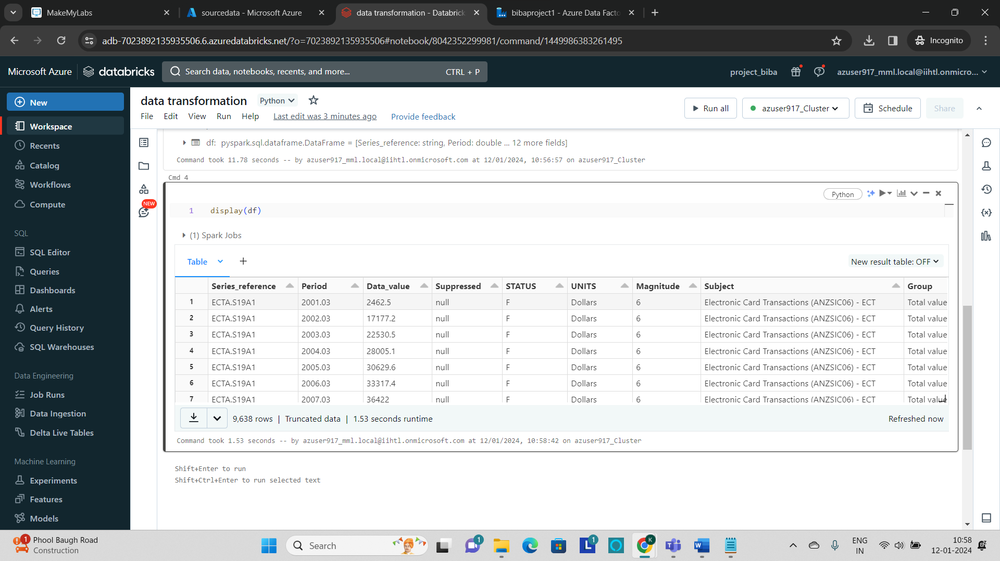 MakeMyLabs
sourcedata - Microsoft Azure
data transformation - Databrick
bibaproject1 - Azure Data Facto
adb-7023892135935506.6.azuredatabricks.net/?o=7023892135935506#notebook/8042352299981/command/1449986383261495
Incognito
Microsoft Azure
databricks
Search data, notebooks, recents, and more...
CTRL + P
project_biba
azuser917_mml.local@iihtl.onmicro...
New
Workspace
Recents
Catalog
Workflows
Compute
SQL
SQL Editor
Queries
Dashboards
Alerts
Query History
SQL Warehouses
Data Engineering
Job Runs
Data Ingestion
Delta Live Tables
Machine Learning
Experiments
Features
Models
data transformation
Python
File Edit View Run Help Last edit was 3 minutes ago Provide feedback
Run all
azuser917_Cluster
Schedule
Share
NEW
df: pyspark.sql.dataframe.DataFrame = [Series_reference: string, Period: double ... 12 more fields]
Command took 11.78 seconds -- by azuser917_mml.local@iihtl.onmicrosoft.com at 12/01/2024, 10:56:57 on azuser917_Cluster
Cmd 4
Python
1 display(df)
(1) Spark Jobs
Table
+
New result table: OFF
Series_reference Period Data_value Suppressed STATUS UNITS Magnitude Subject Group
1 ECTA.S19A1 2001.03 2462.5 null F Dollars 6 Electronic Card Transactions (ANZSIC06) - ECT Total value
2 ECTA.S19A1 2002.03 17177.2 null F Dollars 6 Electronic Card Transactions (ANZSIC06) - ECT Total value
3 ECTA.S19A1 2003.03 22530.5 null F Dollars 6 Electronic Card Transactions (ANZSIC06) - ECT Total value
4 ECTA.S19A1 2004.03 28005.1 null F Dollars 6 Electronic Card Transactions (ANZSIC06) - ECT Total value
5 ECTA.S19A1 2005.03 30629.6 null F Dollars 6 Electronic Card Transactions (ANZSIC06) - ECT Total value
6 ECTA.S19A1 2006.03 33317.4 null F Dollars 6 Electronic Card Transactions (ANZSIC06) - ECT Total value
7 ECTA.S19A1 2007.03 36422 null F Dollars 6 Electronic Card Transactions (ANZSIC06) - ECT Total value
9,638 rows | Truncated data | 1.53 seconds runtime
Refreshed now
Command took 1.53 seconds -- by azuser917_mml.local@iihtl.onmicrosoft.com at 12/01/2024, 10:58:42 on azuser917_Cluster
Shift+Enter to run
Shift+Ctrl+Enter to run selected text
1
Phool Baugh Road
Construction
Search
1
L
1
K
T
W
ENG
IN
10:58
12-01-2024